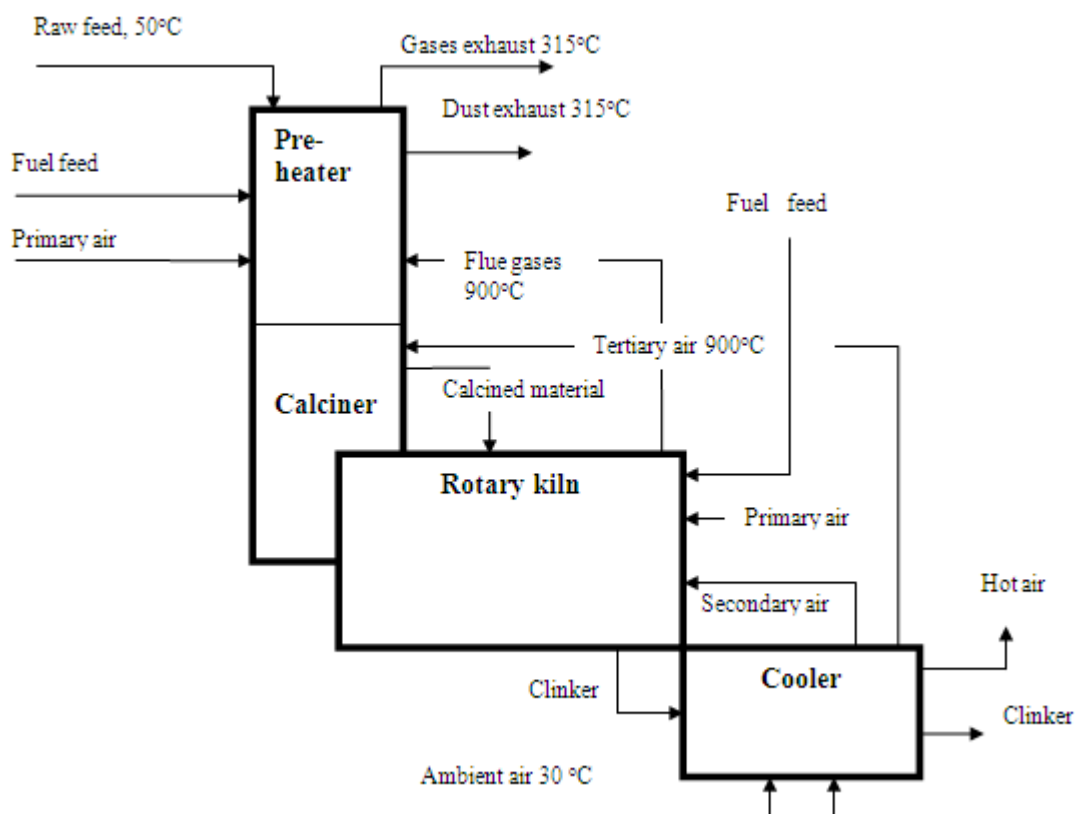 Raw feed, 50°C
Gases exhaust 315°C
Dust exhaust 315°C
Pre-
heater
Fuel feed
Primary air
Fuel feed
Flue gases
900°C
Tertiary air 900°C
Calcined material
Calciner
Rotary kiln
Primary air
Secondary air
Hot air
Clinker
Cooler
Clinker
Ambient air 30 °C